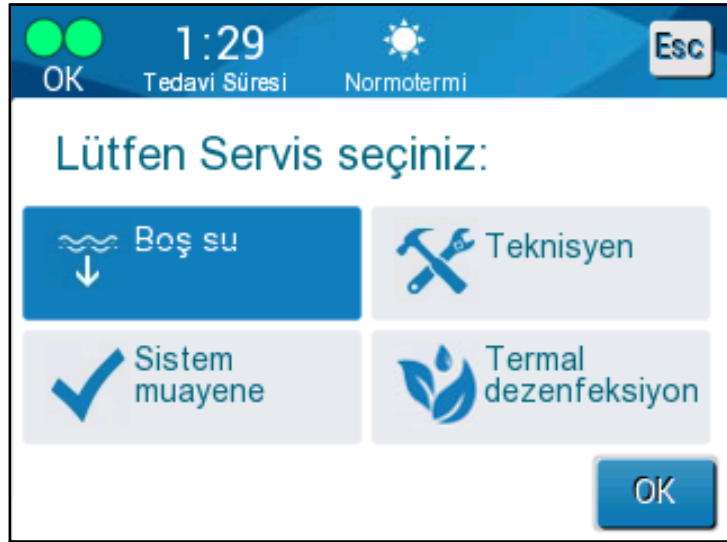 1:29
Esc
OK
Tedavi Süresi
Normotermi
Lütfen Servis seçiniz:
Boş su
Teknisyen
Sistem
muayene
Termal
dezenfeksiyon
OK